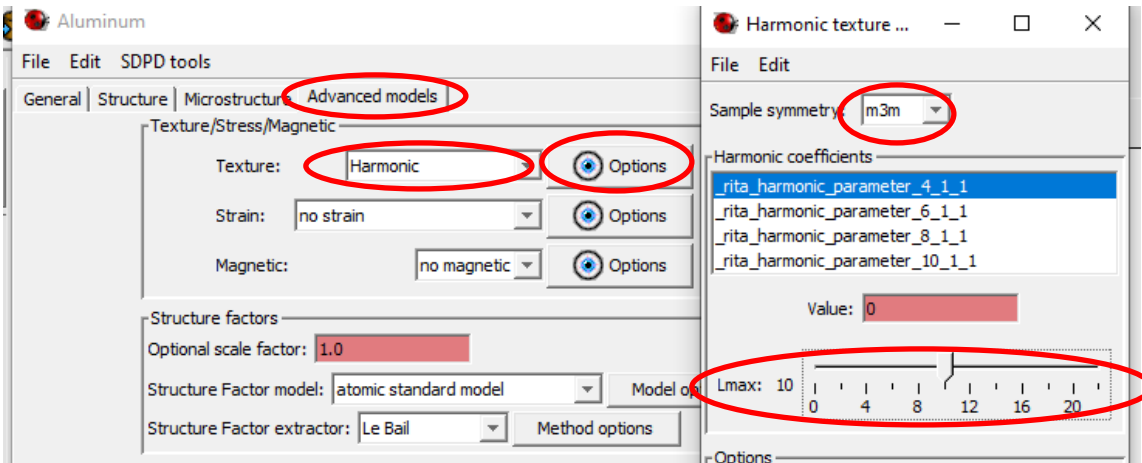 Aluminum
File Edit SDPD tools
General Structure Microstructure Advanced models
Texture/Stress/Magnetic
Texture: Harmonic Options
Strain: no strain Options
Magnetic: no magnetic Options
Structure factors
Optional scale factor: 1.0
Structure Factor model: atomic standard model Model op
Structure Factor extractor: Le Bail Method options
Harmonic texture ...
File Edit
Sample symmetry: m3m
Harmonic coefficients
_rita_harmonic_parameter_4_1_1
_rita_harmonic_parameter_6_1_1
_rita_harmonic_parameter_8_1_1
_rita_harmonic_parameter_10_1_1
Value: 0
Lmax: 10
0 4 8 12 16 20
Options